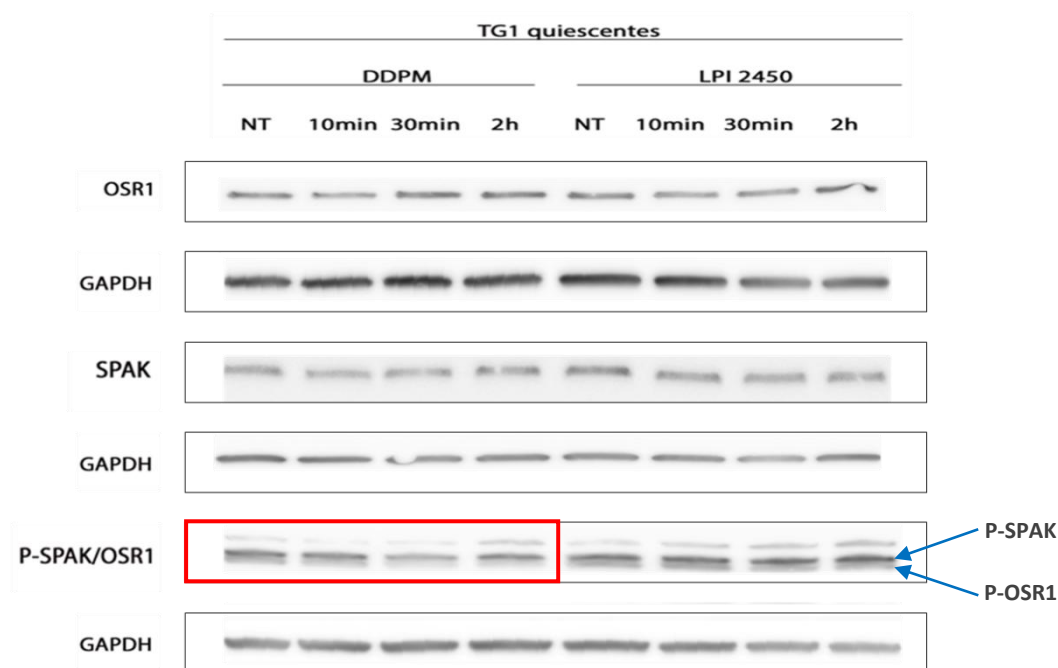 TG1 quiescentes
DDPM LPI 2450
NT 10min 30min 2h NT 10min 30min 2h
OSR1
GAPDH
SPAK
GAPDH
P-SPAK/OSR1
P-SPAK
P-OSR1
GAPDH